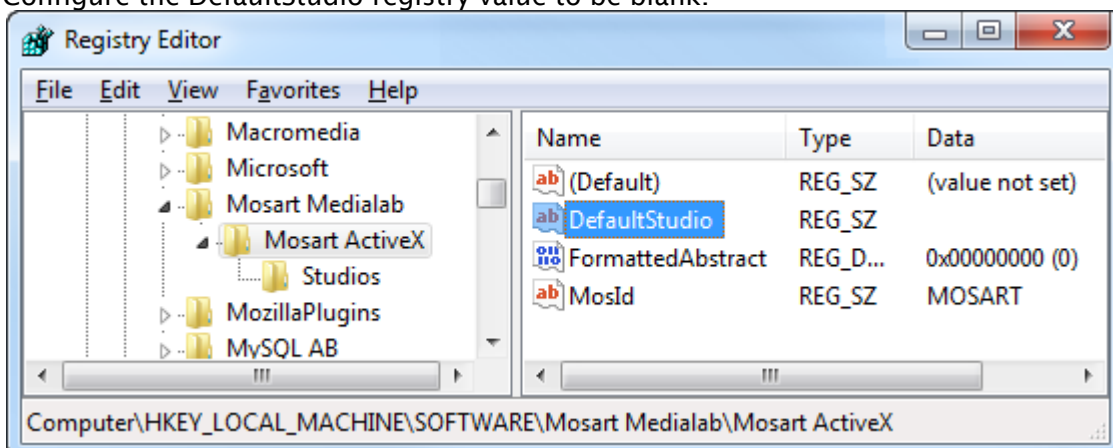 Configure the DefaultStudio registry value to be blank.
Registry Editor
File Edit View Favorites Help
Macromedia
Microsoft
Mosart Medialab
Mosart ActiveX
Studios
MozillaPlugins
MySQL AB
Name Type Data
(Default) REG_SZ (value not set)
DefaultStudio REG_SZ
FormattedAbstract REG_D... 0x00000000 (0)
MosId REG_SZ MOSART
Computer\HKEY_LOCAL_MACHINE\SOFTWARE\Mosart Medialab\Mosart ActiveX